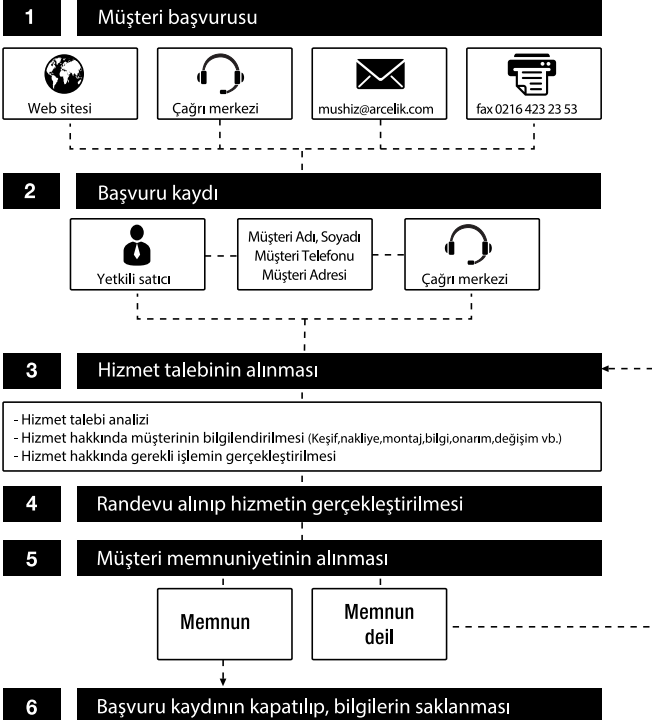 1 Müşteri başvurusu
Web sitesi
Çağrı merkezi
mushiz@arcelik.com
fax 0216 423 23 53
2 Başvuru kaydı
Yetkili satıcı
Müşteri Adı, Soyadı
Müşteri Telefonu
Müşteri Adresi
Çağrı merkezi
3 Hizmet talebinin alınması
- Hizmet talebi analizi
- Hizmet hakkında müşterinin bilgilendirilmesi (Keşif,nakliye,montaj,bilgi,onarım,değişim vb.)
- Hizmet hakkında gerekli işlemin gerçekleştirilmesi
4 Randevu alınıp hizmetin gerçekleştirilmesi
5 Müşteri memnuniyetinin alınması
Memnun
Memnun
deil
6 Başvuru kaydının kapatılıp, bilgilerin saklanması